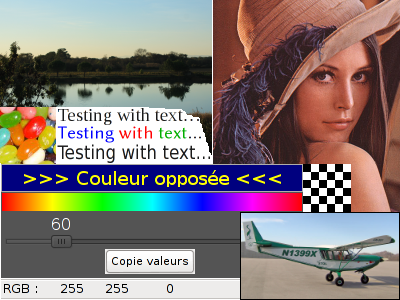 Testing with text...
Testing with text...
Testing with text...
>>> Couleur opposée <<<
60
Copie valeurs
RGB : 255 255 0
N1399X